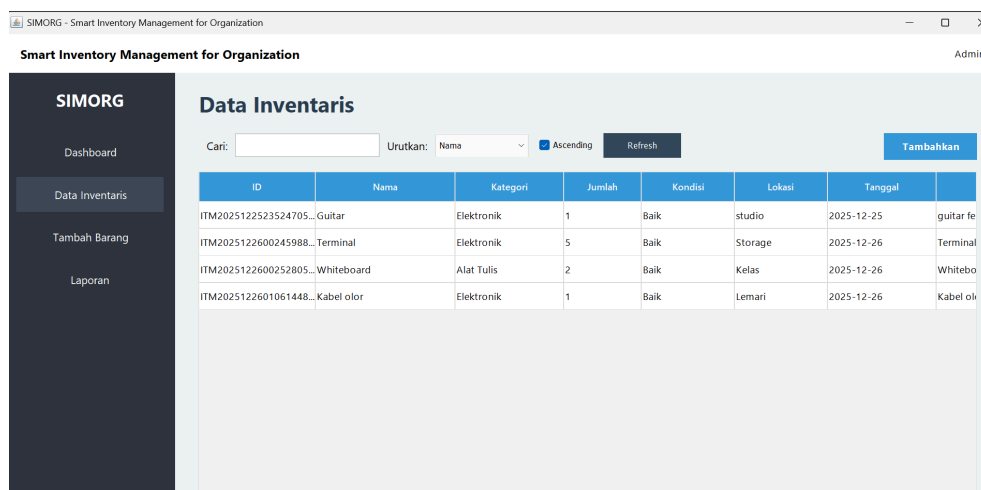 SIMORG - Smart Inventory Management for Organization
Smart Inventory Management for Organization
Admin
SIMORG
Dashboard
Data Inventaris
Tambah Barang
Laporan
Data Inventaris
Cari: Urutkan: Nama Ascending Refresh Tambahkan
ID Nama Kategori Jumlah Kondisi Lokasi Tanggal
ITM2025122523524705... Guitar Elektronik 1 Baik studio 2025-12-25 guitar fe
ITM2025122600245988... Terminal Elektronik 5 Baik Storage 2025-12-26 Terminal
ITM2025122600252805... Whiteboard Alat Tulis 2 Baik Kelas 2025-12-26 Whitebo
ITM2025122601061448... Kabel olor Elektronik 1 Baik Lemari 2025-12-26 Kabel olo